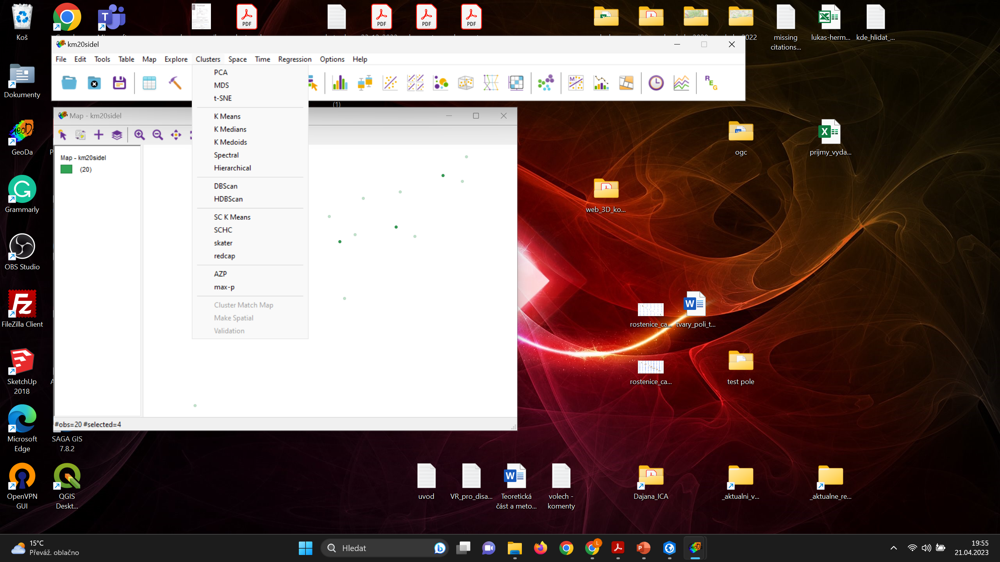 Koš
PDF
PDF
PDF
PDF
2022
missing
citations...
lukas-herm...
kde_hlidat_...
km20sidel
File Edit Tools Table Map Explore Clusters Space Time Regression Options Help
PCA
MDS
t-SNE
K Means
K Medians
K Medoids
Spectral
Hierarchical
DBScan
HDBScan
SC K Means
SCHC
skater
redcap
AZP
max-p
Cluster Match Map
Make Spatial
Validation
REG
(1)
Map - km20sidel
Map - km20sidel
(20)
#obs=20 #selected=4
Dokumenty
GeoDa
Grammarly
OBS Studio
FileZilla Client
SketchUp
2018
Microsoft
Edge
SAGA GIS
7.8.2
OpenVPN
GUI
QGIS
Deskt...
ogc
prijmy_vyda...
web_3D_ko...
rostenice_ca...
tvary_poli_t...
rostenice_ca...
test pole
uvod
VR_pro_disa...
Teoretická
část a meto...
volech -
komenty
Dajana_ICA
_aktualni_v...
_aktualne_re...
15°C
Převáž. oblačno
Hledat
19:55
21.04.2023